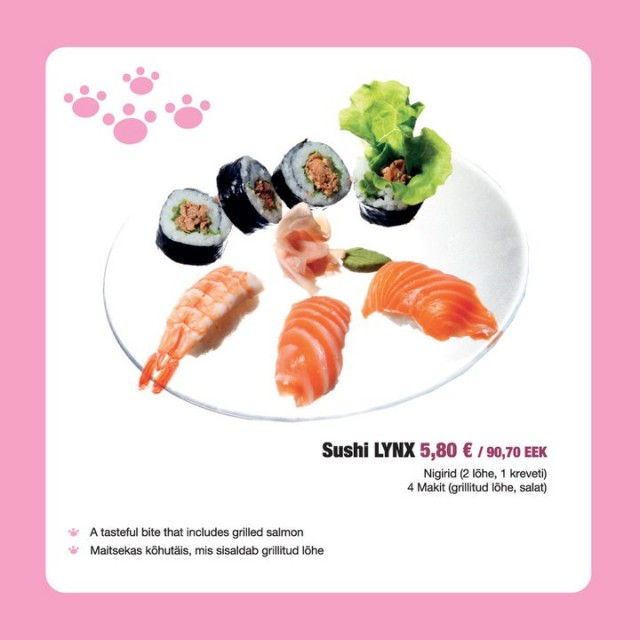 Sushi LYNX 5,80 € / 90,70 EEK
Nigirid (2 lõhe, 1 kreveti)
4 Makit (grillitud lõhe, salat)
A tasteful bite that includes grilled salmon
Maitsekas kõhutäis, mis sisaldab grillitud lõhe